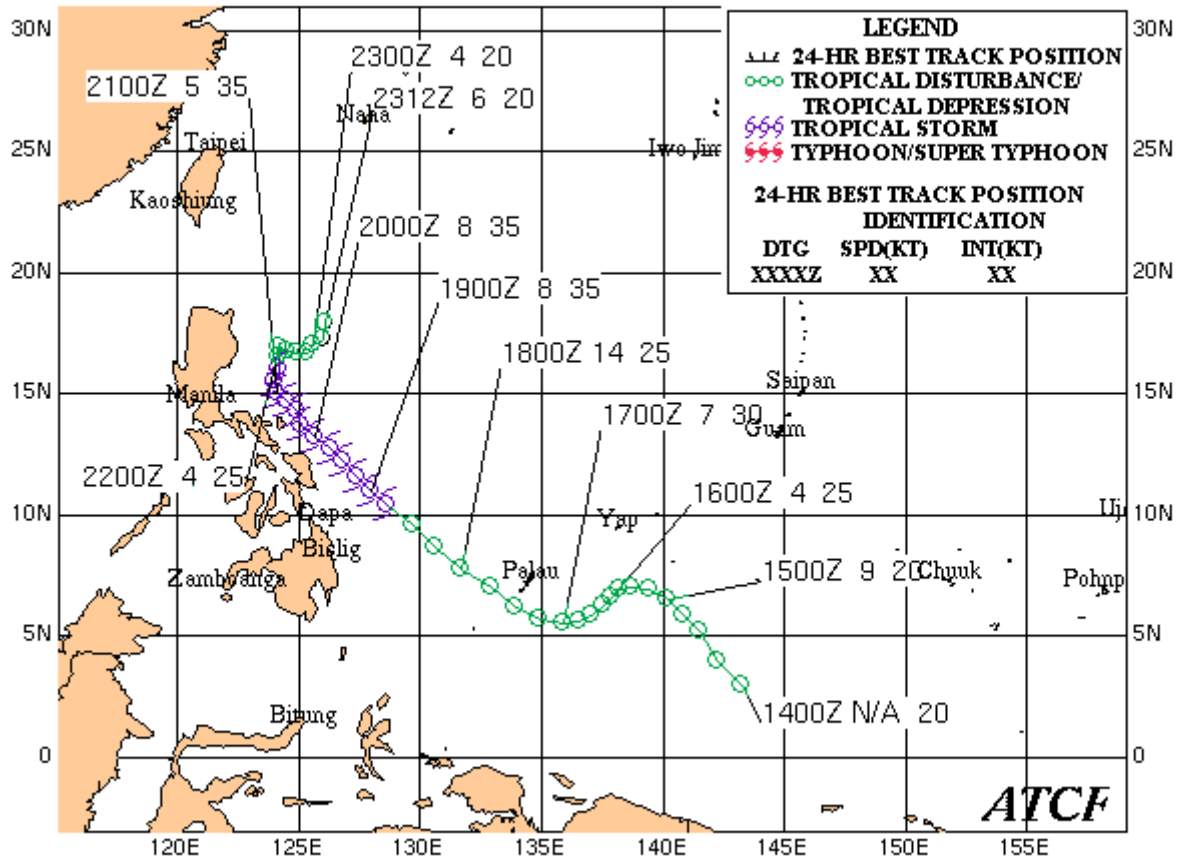 30N
2300Z 4 20
LEGEND
30N
24-HR BEST TRACK POSITION
2100Z 5 35
2312Z 6 20
TROPICAL DISTURBANCE/
TROPICAL DEPRESSION
Naha
Taipei
TROPICAL STORM
25N
Iwo Jim
TYPHOON/SUPER TYPHOON
25N
Kaoshiung
24-HR BEST TRACK POSITION
IDENTIFICATION
2000Z 8 35
DTG SPD(KT) INT(KT)
20N
XXXXZ XX XX
20N
1900Z 8 35
1800Z 14 25
Saipan
15N
Manila
15N
1700Z 7 30
Guam
2200Z 4 25
1600Z 4 25
10N
Dapa
Yap
Uj
10N
Bislig
Zamboanga
Palau
1500Z 9 20
Chuuk
Pohnp
5N
5N
1400Z N/A 20
Bitung
0
0
ATCF
120E 125E 130E 135E 140E 145E 150E 155E